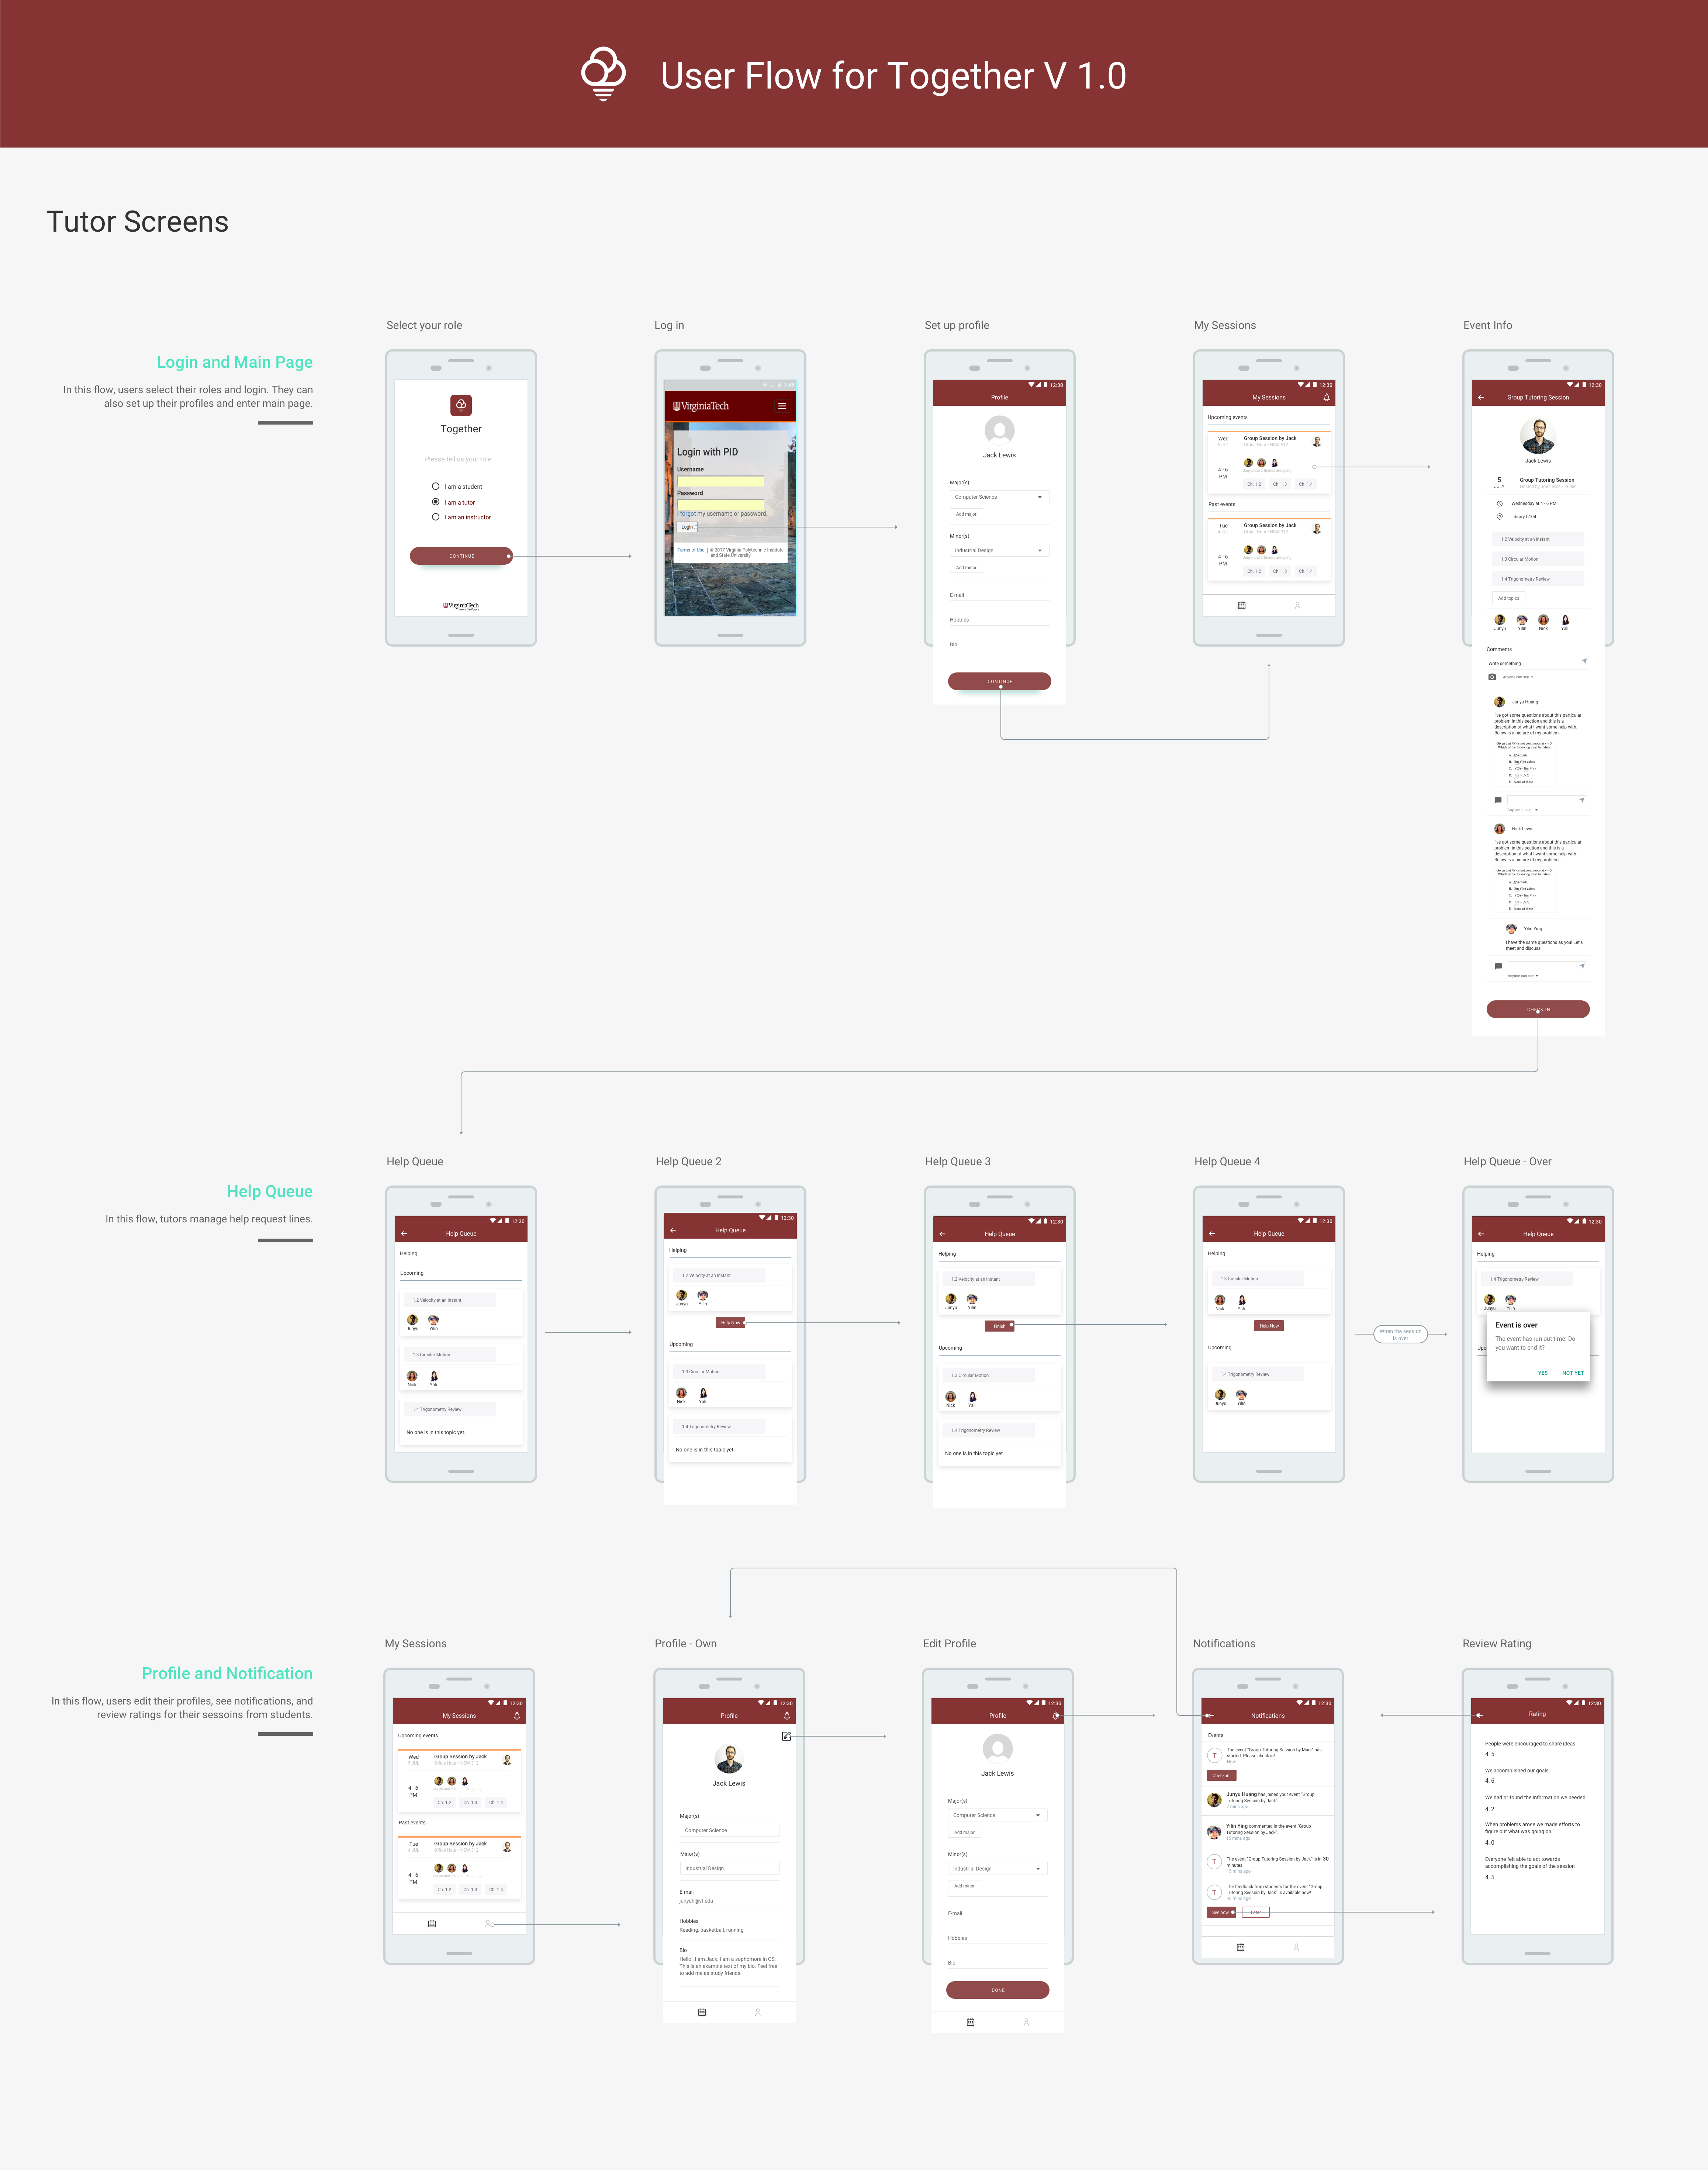 User Flow for Together V 1.0
Tutor Screens
Login and Main Page
In this flow, users select their roles and login. They can
also set up their profiles and enter main page.
Select your role
Together
Please tell us your role
I am a student
I am a tutor
I am an instructor
CONTINUE
VirginiaTech
Log in
VirginiaTech
Login with PID
Username
Password
I forgot my username or password.
Login
Terms of Use | © 2017 Virginia Polytechnic Institute
and State University
Set up profile
12:30
Profile
Jack Lewis
Major(s)
Computer Science
Add major
Minor(s)
Industrial Design
Add minor
E-mail
Hobbies
Bio
CONTINUE
My Sessions
12:30
My Sessions
Upcoming events
Wed
Group Session by Jack
4 - 6
PM
Ch. 1.2
Ch. 1.3
Ch. 1.4
Past events
Tue
Group Session by Jack
4 - 6
PM
Ch. 1.2
Ch. 1.3
Ch. 1.4
Event Info
12:30
Group Tutoring Session
Jack Lewis
5
JULY
Group Tutoring Session
Wednesday at 4 - 6 PM
Library C104
1.2 Velocity at an Instant
1.3 Circular Motion
1.4 Trigonometry Review
Add topics
Junyu
Yilin
Nick
Yali
Comments
Write something...
Anyone can see
Junyu Huang
I've got some questions about this particular
problem in this section and this is a
description of what I want some help with.
Below is a picture of my problem.
Anyone can see
Nick Lewis
I've got some questions about this particular
problem in this section and this is a
description of what I want some help with.
Below is a picture of my problem.
Yilin Ying
I have the same questions as you! Let's
meet and discuss!
Anyone can see
CHECK IN
Help Queue
In this flow, tutors manage help request lines.
Help Queue
12:30
Help Queue
Helping
Upcoming
1.2 Velocity at an Instant
Junyu
Yilin
1.3 Circular Motion
Nick
Yali
1.4 Trigonometry Review
No one is in this topic yet.
Help Queue 2
12:30
Help Queue
Helping
1.2 Velocity at an Instant
Junyu
Yilin
Help Now
Upcoming
1.3 Circular Motion
Nick
Yali
1.4 Trigonometry Review
No one is in this topic yet.
Help Queue 3
12:30
Help Queue
Helping
1.2 Velocity at an Instant
Junyu
Yilin
Finish
Upcoming
1.3 Circular Motion
Nick
Yali
1.4 Trigonometry Review
No one is in this topic yet.
Help Queue 4
12:30
Help Queue
Helping
1.3 Circular Motion
Nick
Yali
Help Now
Upcoming
1.4 Trigonometry Review
Junyu
Yilin
When the session
is over
Help Queue - Over
12:30
Help Queue
Helping
1.4 Trigonometry Review
Junyu
Yilin
Event is over
The event has run out time. Do
you want to end it?
YES
NOT YET
Profile and Notification
In this flow, users edit their profiles, see notifications, and
review ratings for their sessoins from students.
My Sessions
12:30
My Sessions
Upcoming events
Wed
Group Session by Jack
4 - 6
PM
Ch. 1.2
Ch. 1.3
Ch. 1.4
Past events
Tue
Group Session by Jack
4 - 6
PM
Ch. 1.2
Ch. 1.3
Ch. 1.4
Profile - Own
12:30
Profile
Jack Lewis
Major(s)
Computer Science
Minor(s)
Industrial Design
E-mail
junyuh@vt.edu
Hobbies
Reading, basketball, running
Bio
Hello!, I am Jack. I am a sophomore in CS.
This is an example text of my bio. Feel free
to add me as study friends.
Edit Profile
12:30
Profile
Jack Lewis
Major(s)
Computer Science
Add major
Minor(s)
Industrial Design
Add minor
E-mail
Hobbies
Bio
DONE
Notifications
12:30
Notifications
Events
T
The event "Group Tutoring Session by Mark" has
started. Please check in!
Now
Check in
Junyu Huang has joined your event "Group
Tutoring Session by Jack".
Yilin Ying commented in the event "Group
Tutoring Session by Jack".
15 mins ago
T
The event "Group Tutoring Session by Jack" is in 30
minutes.
15 mins ago
T
The feedback from students for the event "Group
Tutoring Session by Jack" is available now!
See now
Later
Review Rating
12:30
Rating
People were encouraged to share ideas
4.5
We accomplished our goals
4.6
We had or found the information we needed
4.2
When problems arose we made efforts to
figure out what was going on
4.0
Everyone felt able to act towards
accomplishing the goals of the session
4.5